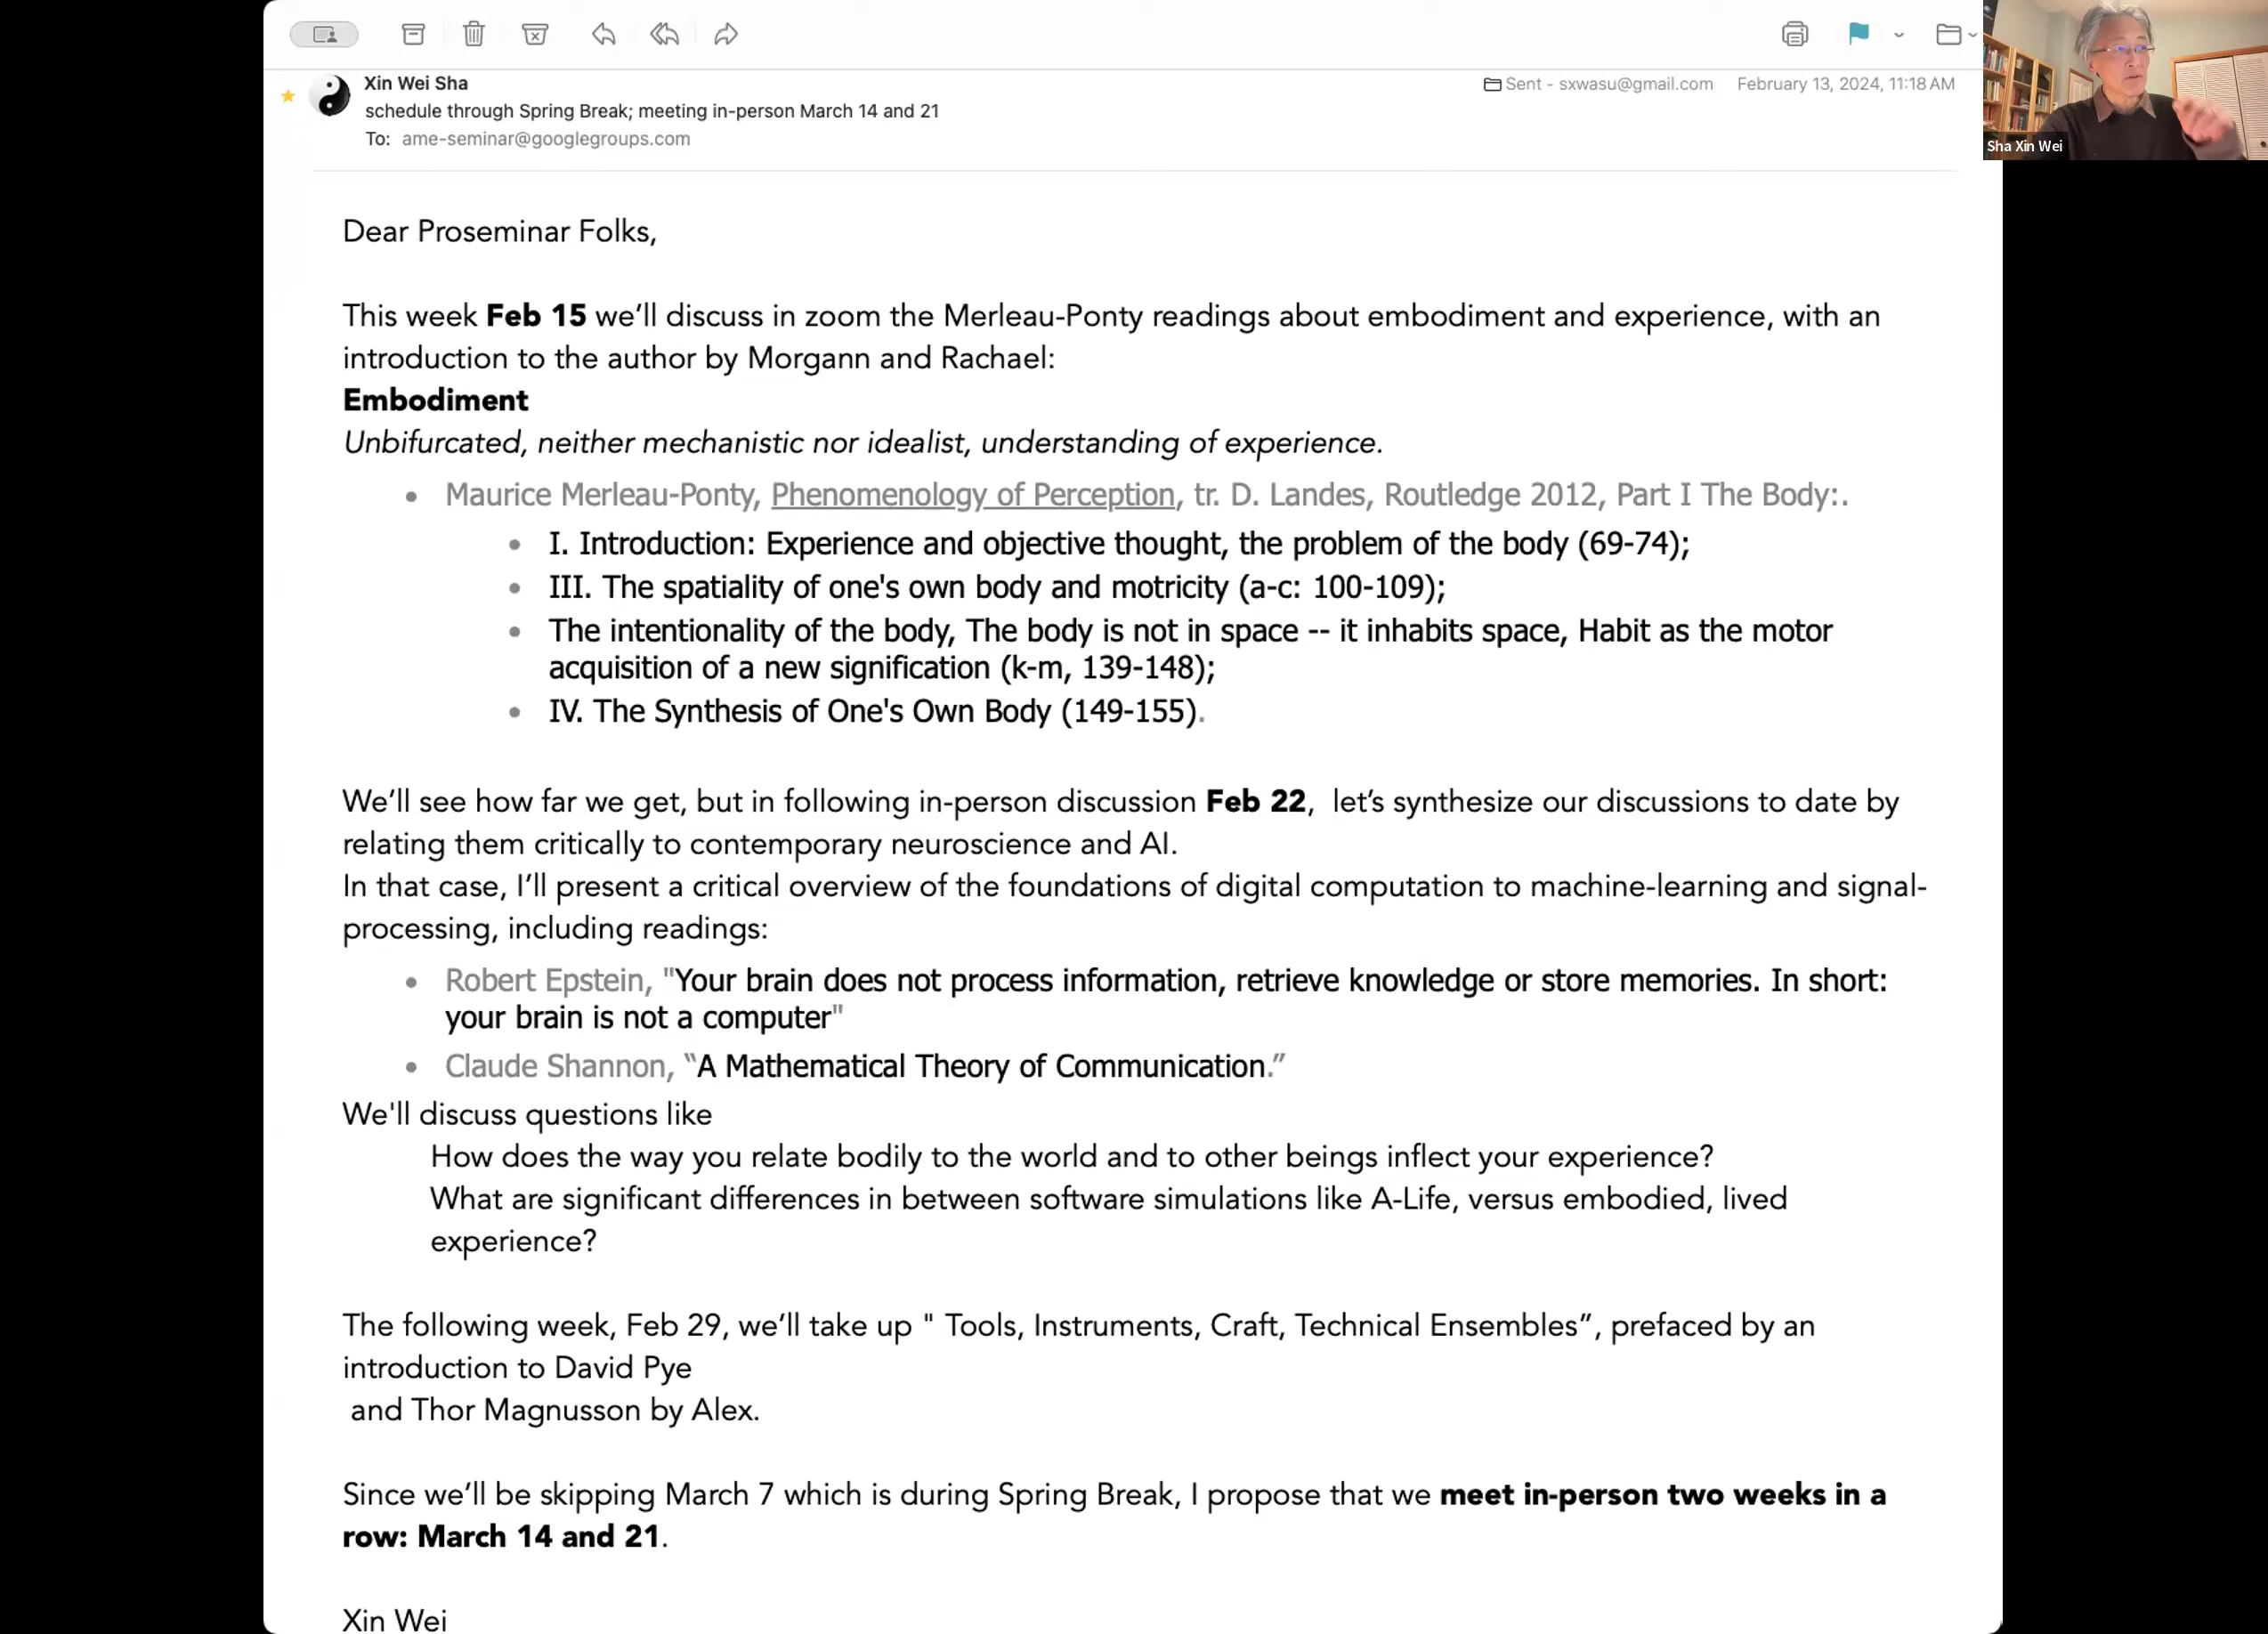 Xin Wei Sha
Sent - sxwasu@gmail.com
February 13, 2024, 11:18 AM
schedule through Spring Break; meeting in-person March 14 and 21
To: ame-seminar@googlegroups.com
Sha Xin Wei
Dear Proseminar Folks,
This week Feb 15 we’ll discuss in zoom the Merleau-Ponty readings about embodiment and experience, with an
introduction to the author by Morgann and Rachael:
Embodiment
Unbifurcated, neither mechanistic nor idealist, understanding of experience.
• Maurice Merleau-Ponty, Phenomenology of Perception, tr. D. Landes, Routledge 2012, Part I The Body:.
• I. Introduction: Experience and objective thought, the problem of the body (69-74);
• III. The spatiality of one's own body and motricity (a-c: 100-109);
• The intentionality of the body, The body is not in space -- it inhabits space, Habit as the motor
acquisition of a new signification (k-m, 139-148);
• IV. The Synthesis of One's Own Body (149-155).
We’ll see how far we get, but in following in-person discussion Feb 22,  let’s synthesize our discussions to date by
relating them critically to contemporary neuroscience and AI.
In that case, I’ll present a critical overview of the foundations of digital computation to machine-learning and signal-
processing, including readings:
• Robert Epstein, "Your brain does not process information, retrieve knowledge or store memories. In short:
your brain is not a computer"
• Claude Shannon, “A Mathematical Theory of Communication.”
We'll discuss questions like
How does the way you relate bodily to the world and to other beings inflect your experience?
What are significant differences in between software simulations like A-Life, versus embodied, lived
experience?
The following week, Feb 29, we’ll take up " Tools, Instruments, Craft, Technical Ensembles”, prefaced by an
introduction to David Pye
and Thor Magnusson by Alex.
Since we’ll be skipping March 7 which is during Spring Break, I propose that we meet in-person two weeks in a
row: March 14 and 21.
Xin Wei